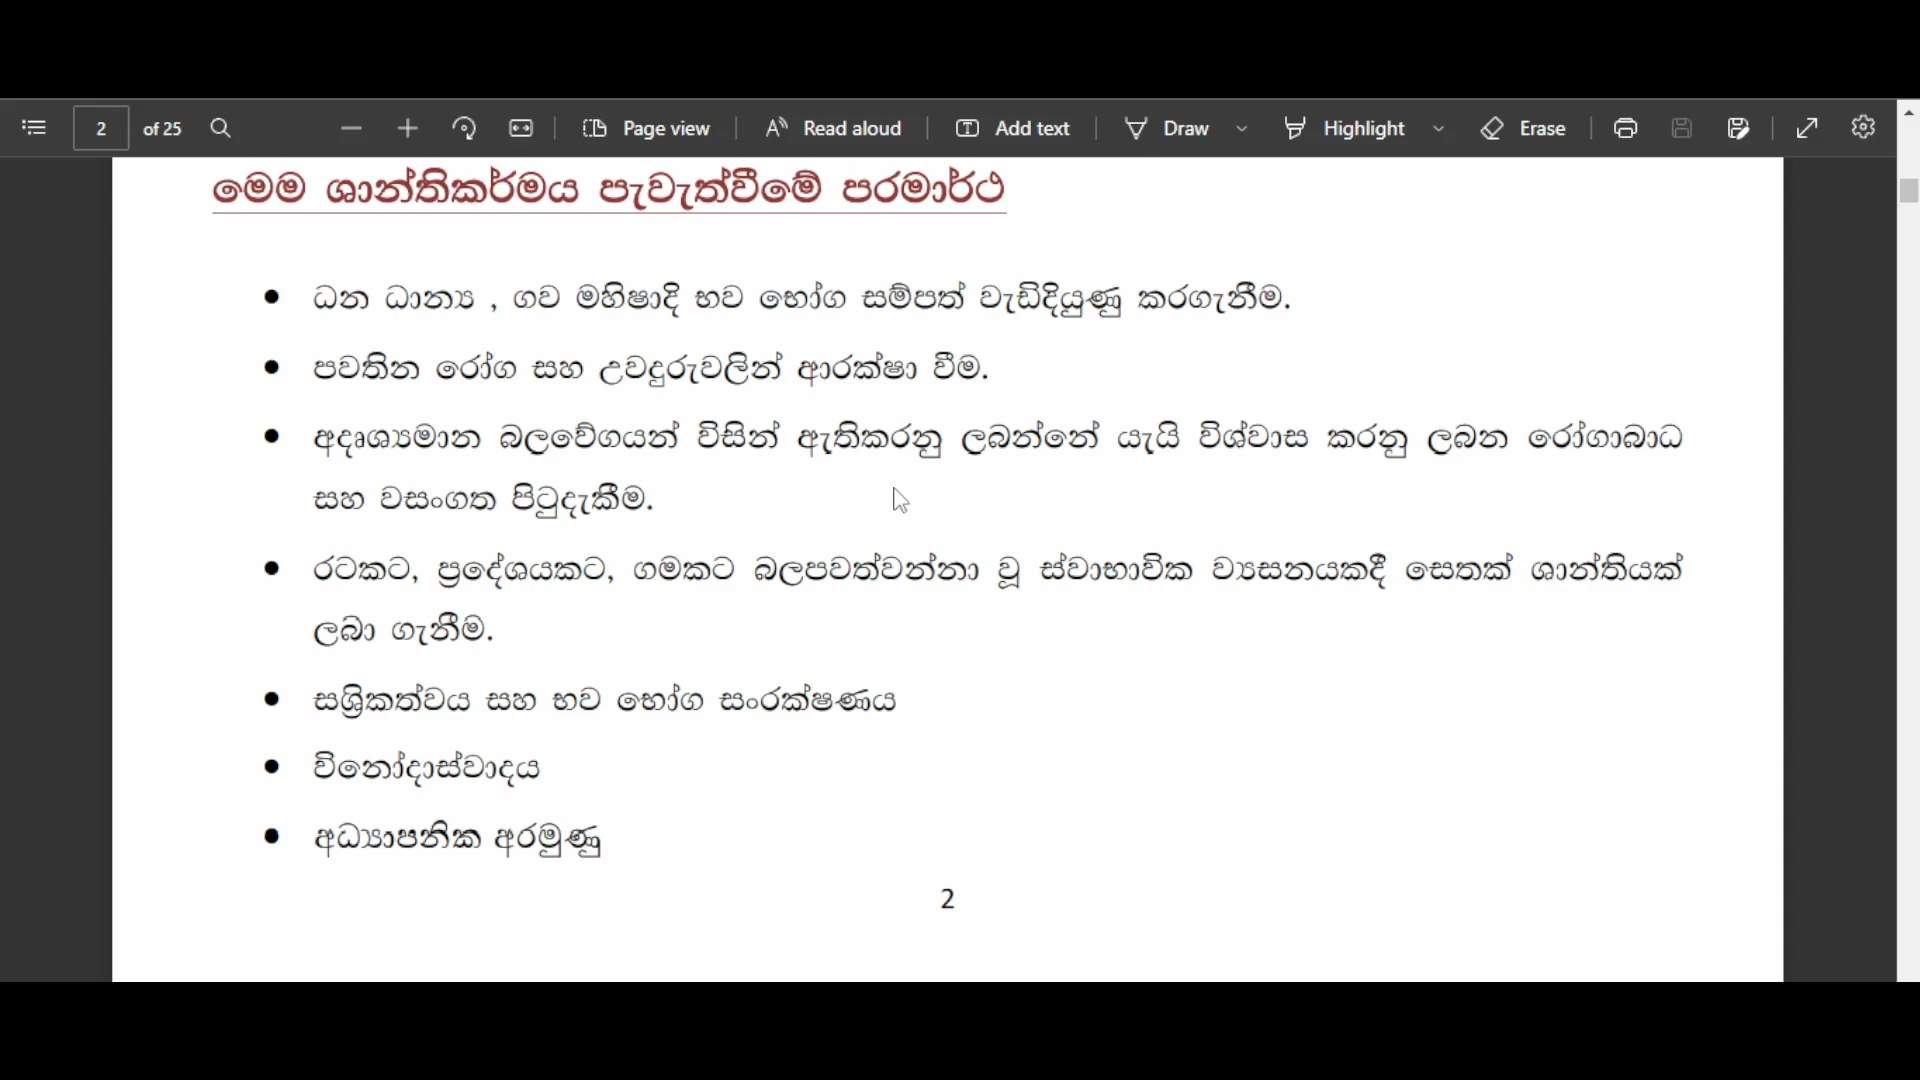 2 of 25 Page view Read aloud Add text Draw Highlight Erase
මෙම ශාන්තිකර්මය පැවැත්වීමේ පරමාර්ථ
● ධන ධාන්‍ය , ගව මහිෂාදි භව භෝග සම්පත් වැඩිදියුණු කරගැනීම.
● පවතින රෝග සහ උවදුරුවලින් ආරක්ෂා වීම.
● අදෘශ්‍යමාන බලවේගයන් විසින් ඇතිකරනු ලබන්නේ යැයි විශ්වාස කරනු ලබන රෝගාබාධ
සහ වසංගත පිටුදැකීම.
● රටකට, ප්‍රදේශයකට, ගමකට බලපවත්වන්නා වූ ස්වාභාවික ව්‍යසනයකදී සෙතක් ශාන්තියක්
ලබා ගැනීම.
● සශ්‍රිකත්වය සහ භව භෝග සංරක්ෂණය
● විනෝදාස්වාදය
● අධ්‍යාපනික අරමුණු
2